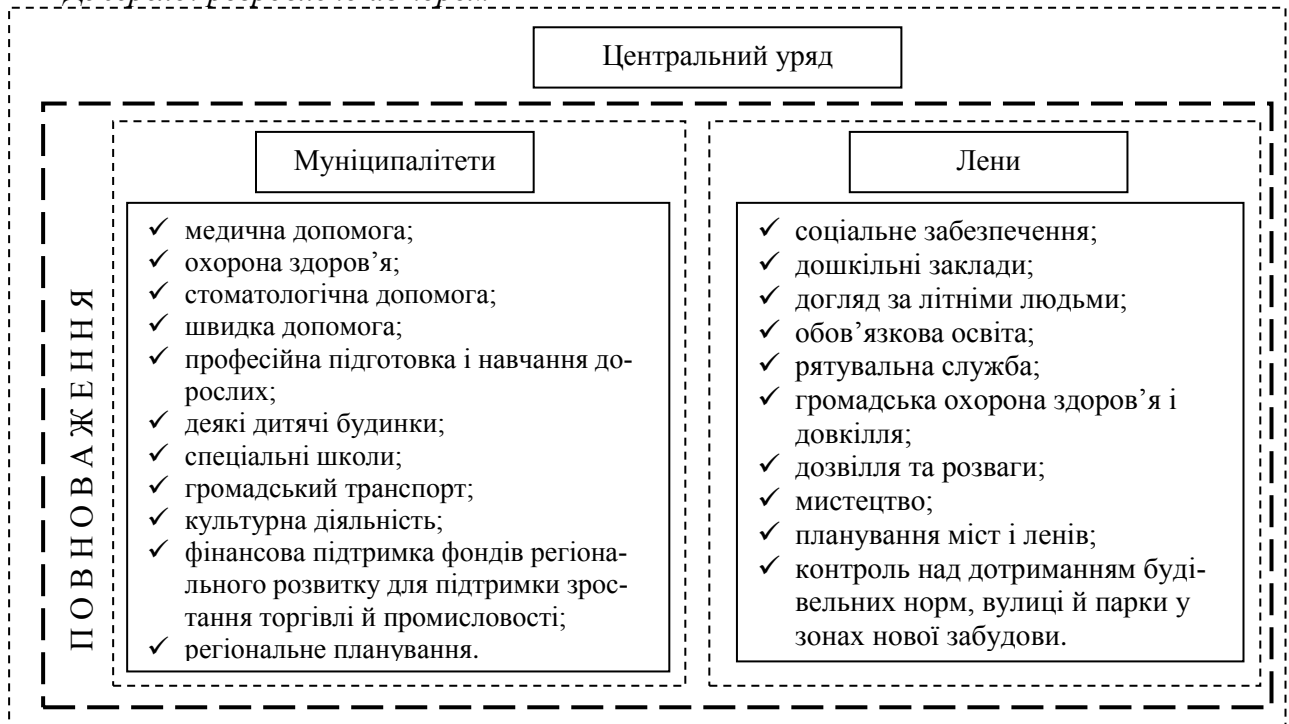 Центральний уряд
ПОВНОВАЖЕННЯ
Муніципалітети
✓ медична допомога;
✓ охорона здоров’я;
✓ стоматологічна допомога;
✓ швидка допомога;
✓ професійна підготовка і навчання до-
рослих;
✓ деякі дитячі будинки;
✓ спеціальні школи;
✓ громадський транспорт;
✓ культурна діяльність;
✓ фінансова підтримка фондів регіона-
льного розвитку для підтримки зрос-
тання торгівлі й промисловості;
✓ регіональне планування.
Лени
✓ соціальне забезпечення;
✓ дошкільні заклади;
✓ догляд за літніми людьми;
✓ обов’язкова освіта;
✓ рятувальна служба;
✓ громадська охорона здоров’я і
довкілля;
✓ дозвілля та розваги;
✓ мистецтво;
✓ планування міст і ленів;
✓ контроль над дотриманням буді-
вельних норм, вулиці й парки у
зонах нової забудови.